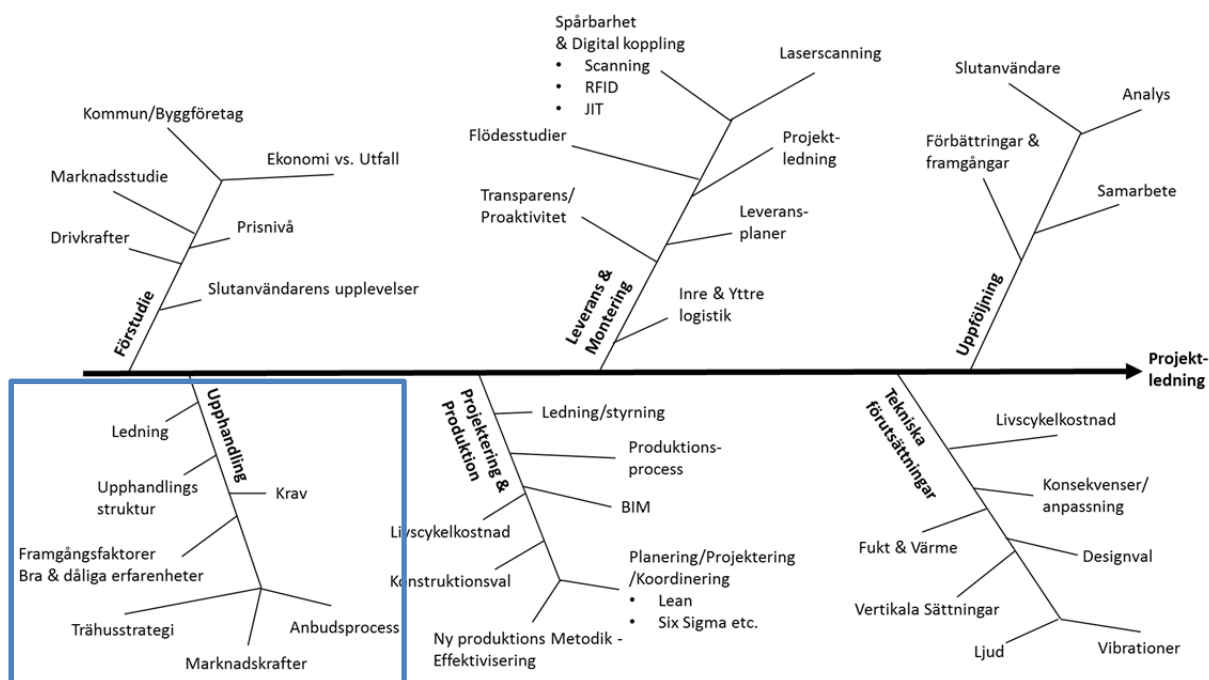 Spårbarhet
& Digital koppling
• Scanning
• RFID
• JIT
Laserscanning
Flödesstudier
Projekt-
ledning
Transparens/
Proaktivitet
Leverans-
planer
Inre & Yttre
logistik
Leverans &
Montering
Kommun/Byggföretag
Ekonomi vs. Utfall
Marknadsstudie
Prisnivå
Drivkrafter
Slutanvändarens upplevelser
Förstudie
Slutanvändare
Analys
Förbättringar &
framgångar
Samarbete
Uppföljning
Projekt-
ledning
Upphandling
Ledning
Upphandlings
struktur
Krav
Framgångsfaktorer
Bra & dåliga erfarenheter
Trähusstrategi
Anbudsprocess
Marknadskrafter
Projektering &
Produktion
Ledning/styrning
Produktions-
process
BIM
Livscykelkostnad
Konstruktionsval
Planering/Projektering
/Koordinering
• Lean
• Six Sigma etc.
Ny produktions Metodik -
Effektivisering
Tekniska
förutsättningar
Livscykelkostnad
Konsekvenser/
anpassning
Fukt & Värme
Designval
Vertikala Sättningar
Ljud
Vibrationer